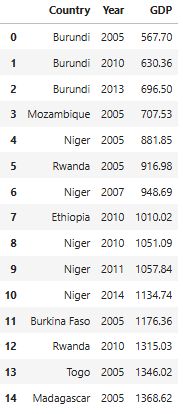 Country Year GDP
0 Burundi 2005 567.70
1 Burundi 2010 630.36
2 Burundi 2013 696.50
3 Mozambique 2005 707.53
4 Niger 2005 881.85
5 Rwanda 2005 916.98
6 Niger 2007 948.69
7 Ethiopia 2010 1010.02
8 Niger 2010 1051.09
9 Niger 2011 1057.84
10 Niger 2014 1134.74
11 Burkina Faso 2005 1176.36
12 Rwanda 2010 1315.03
13 Togo 2005 1346.02
14 Madagascar 2005 1368.62